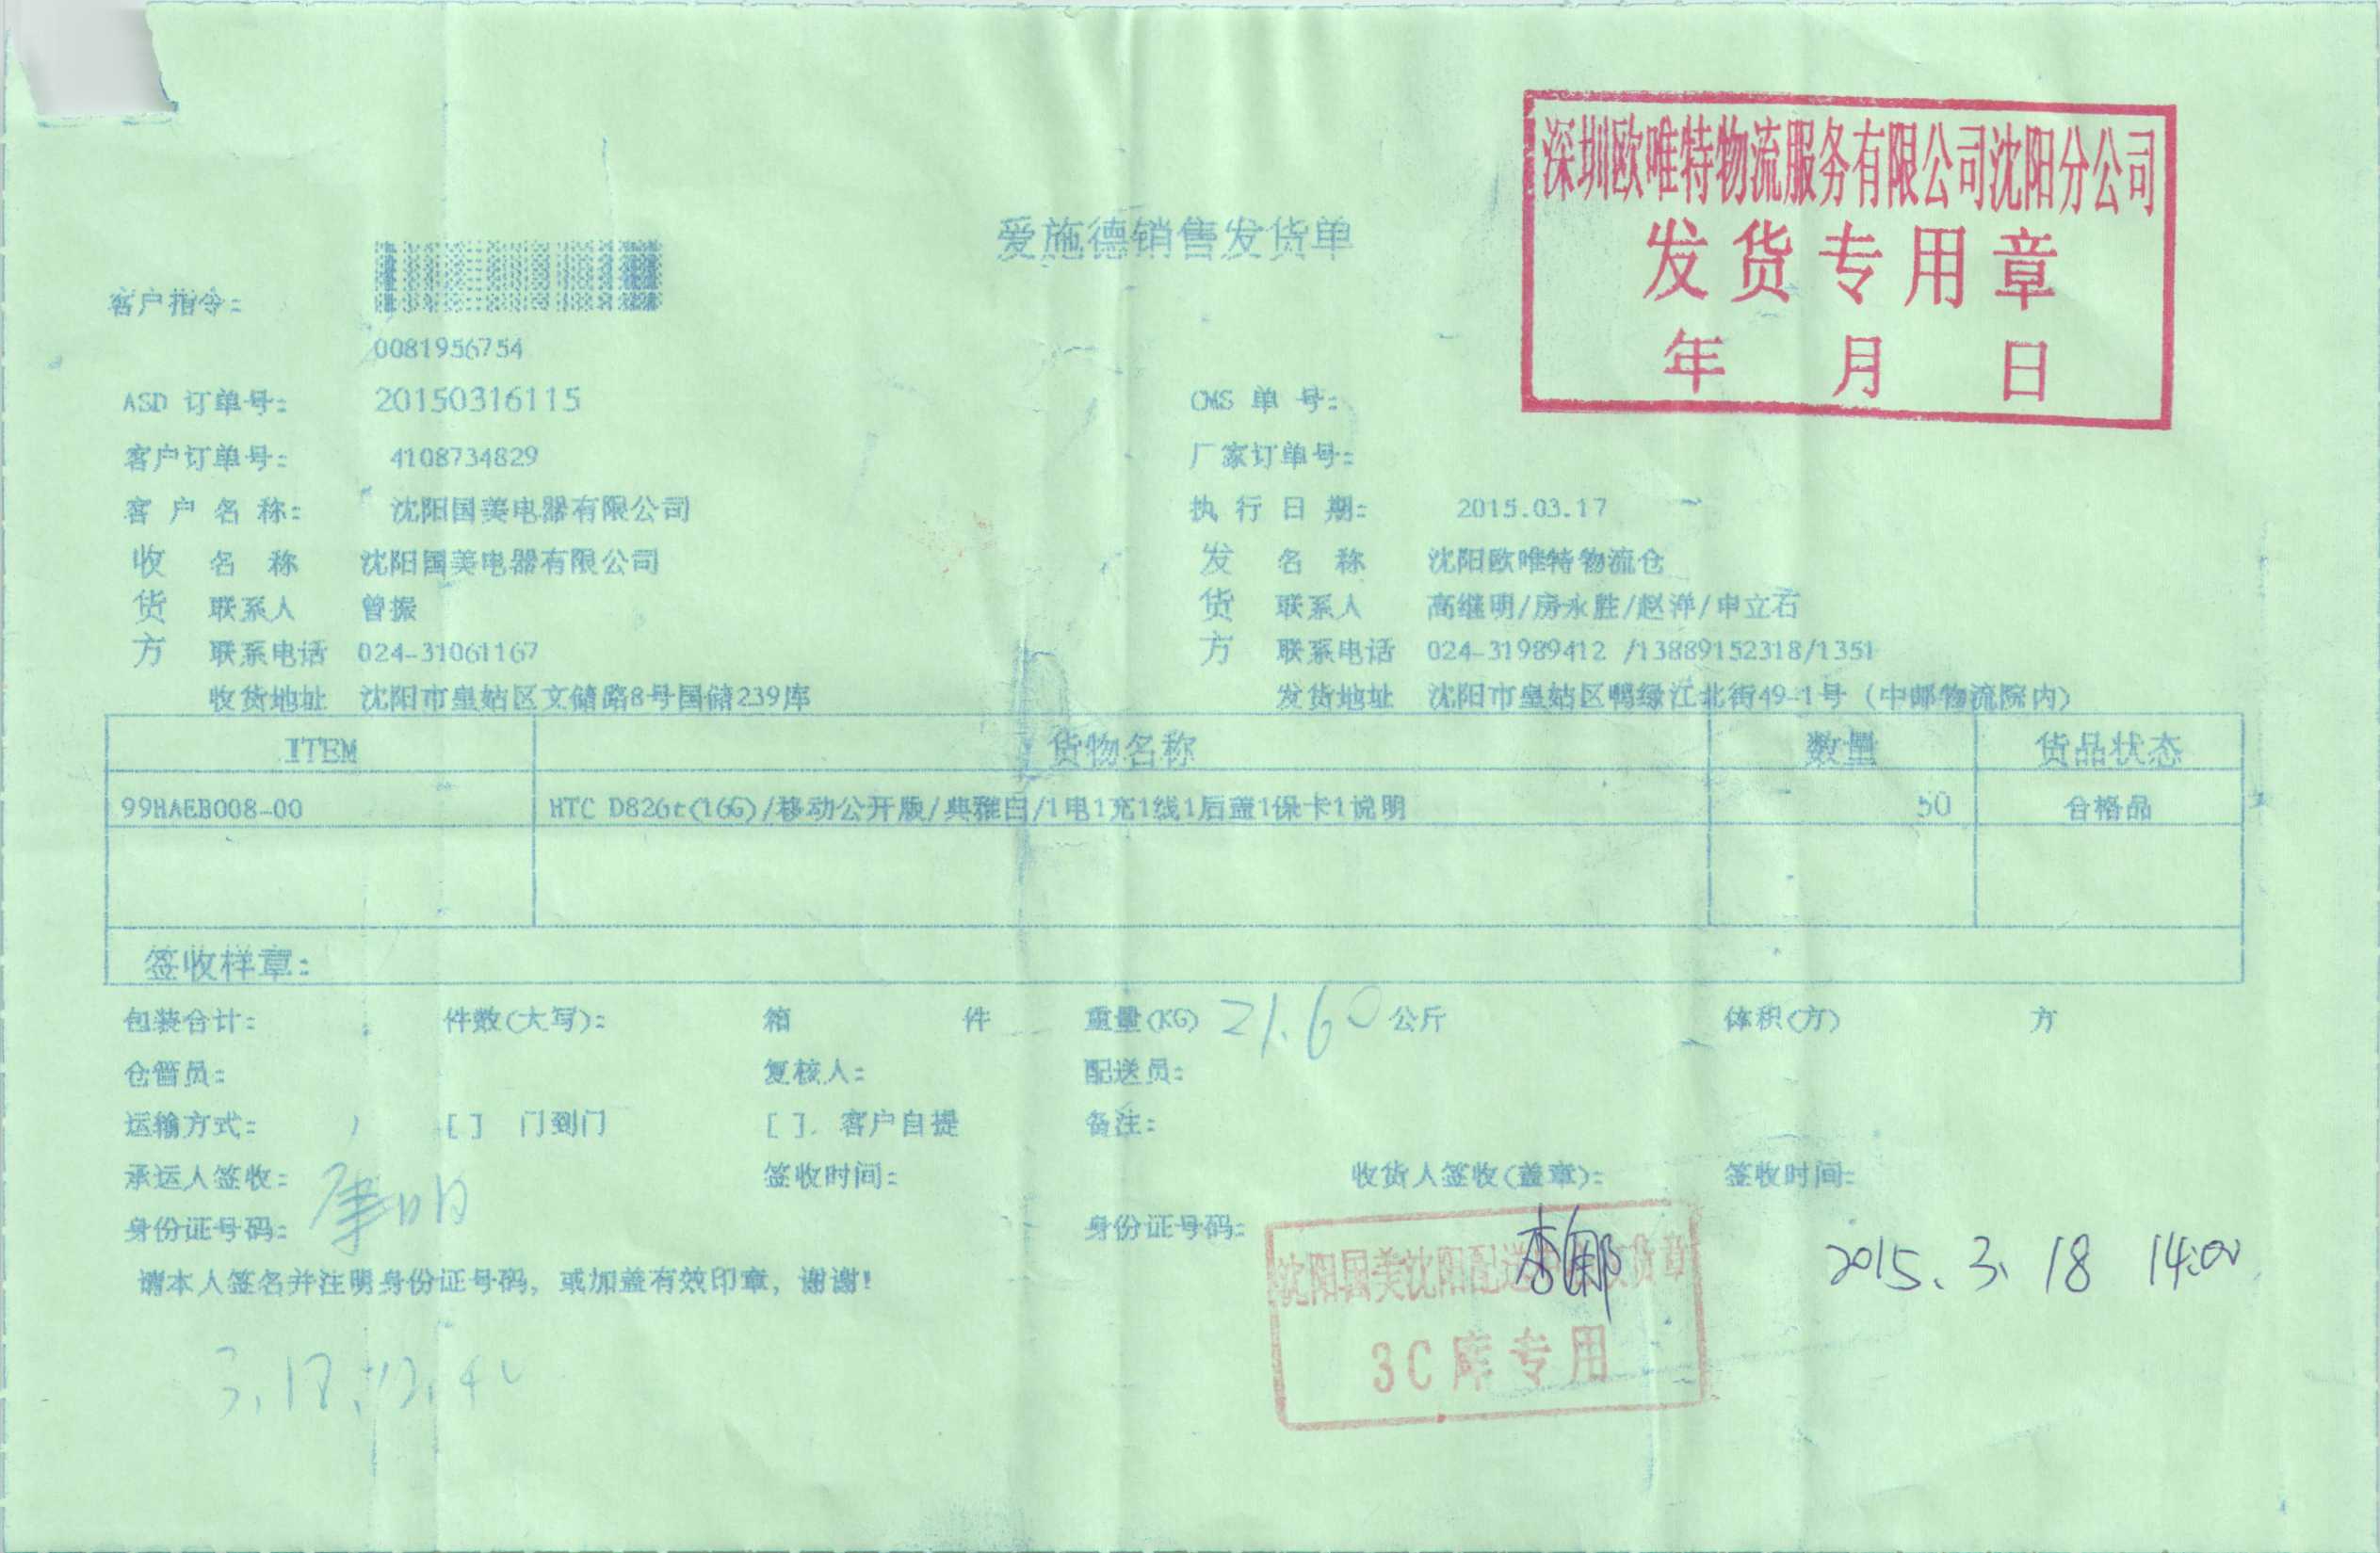 深圳欧唯特物流服务有限公司沈阳分公司
发货专用章
年 月 日
爱施德销售发货单
客户指令:
0081956754
ASD 订单号: 20150316115 OMS 单 号:
客户订单号: 4108734829 厂家订单号:
客 户 名 称: 沈阳国美电器有限公司 执 行 日 期: 2015.03.17
收 名 称 沈阳国美电器有限公司 发 名 称 沈阳欧唯特物流仓
货 联系人 曾振 货 联系人 高继明/房永胜/赵洋/申立石
方 联系电话 024-31061167 方 联系电话 024-31989412 /13889152318/1351
收货地址 沈阳市皇姑区文储路8号国储239库 发货地址 沈阳市皇姑区鸭绿江北街49-1号（中邮物流院内）
ITEM 货物名称 数量 货品状态
99HAEB008-00 HTC D826t(16G)/移动公开版/典雅白/1电1充1线1后盖1保卡1说明 50 合格品
签收样章:
包装合计: 件数(大写): 箱 件 重量(KG) 21.60 公斤 体积(方) 方
仓管员: 复核人: 配送员:
运输方式: [ ] 门到门 [ ]. 客户自提 备注:
承运人签收: 签收时间: 收货人签收(盖章): 签收时间:
身份证号码: 身份证号码:
李娜 2015.3.18 14:00
沈阳国美沈阳配送 货章
3C库专用
请本人签名并注明身份证号码，或加盖有效印章，谢谢!